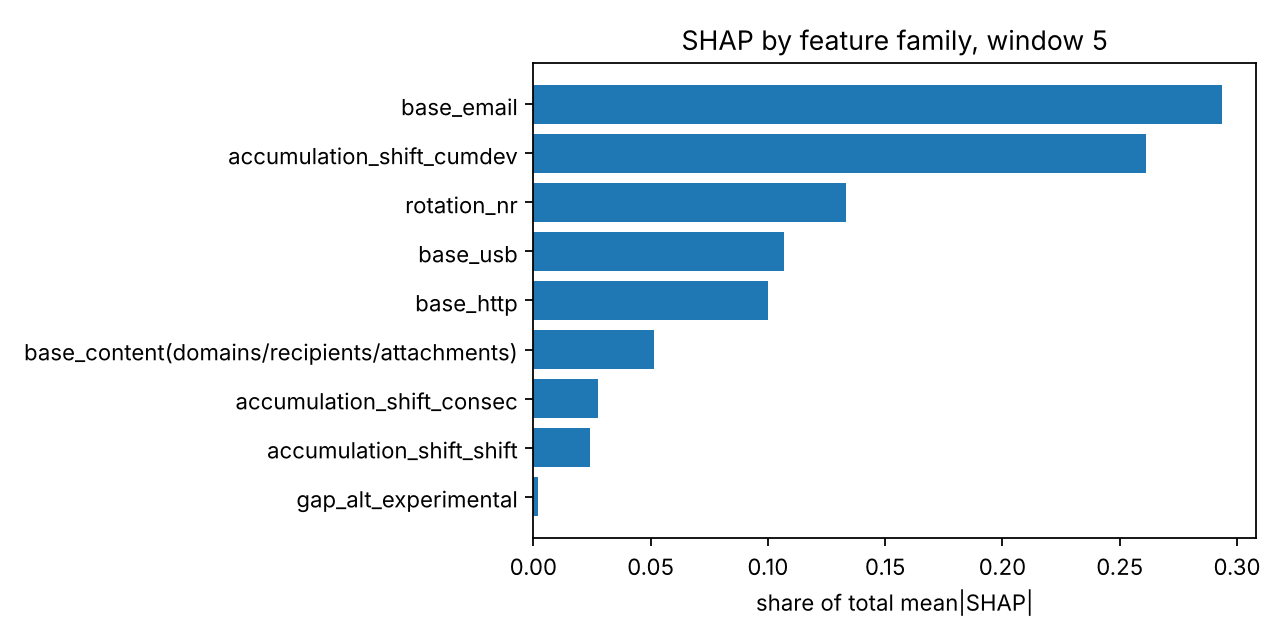 SHAP by feature family, window 5
base_email
accumulation_shift_cumdev
rotation_nr
base_usb
base_http
base_content(domains/recipients/attachments)
accumulation_shift_consec
accumulation_shift_shift
gap_alt_experimental
0.00 0.05 0.10 0.15 0.20 0.25 0.30
share of total mean|SHAP|